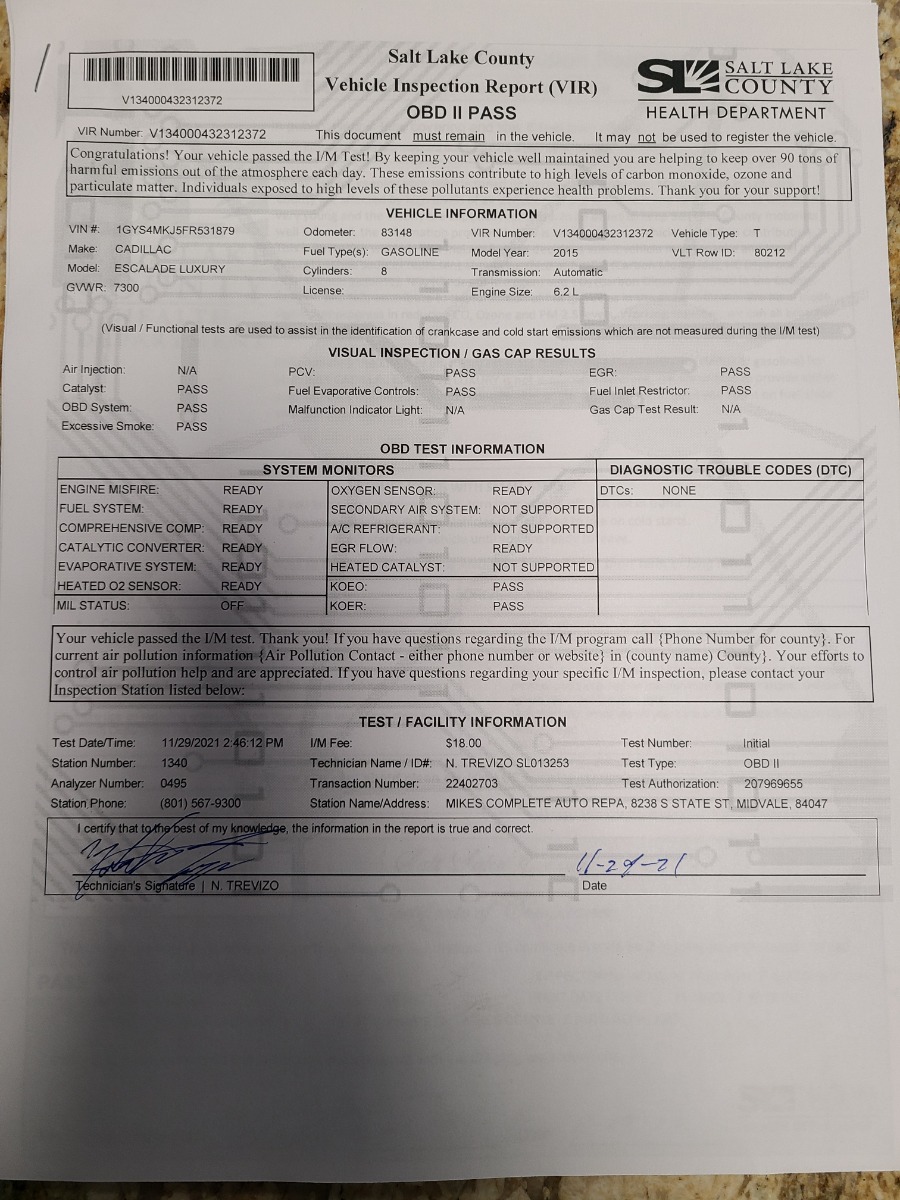 V134000432312372
Salt Lake County
Vehicle Inspection Report (VIR)
OBD II PASS
SL SALT LAKE COUNTY
HEALTH DEPARTMENT
VIR Number: V134000432312372 This document must remain in the vehicle. It may not be used to register the vehicle.
Congratulations! Your vehicle passed the I/M Test! By keeping your vehicle well maintained you are helping to keep over 90 tons of
harmful emissions out of the atmosphere each day. These emissions contribute to high levels of carbon monoxide, ozone and
particulate matter. Individuals exposed to high levels of these pollutants experience health problems. Thank you for your support!
VEHICLE INFORMATION
VIN #: 1GYS4MKJ5FR531879 Odometer: 83148 VIR Number: V134000432312372 Vehicle Type: T
Make: CADILLAC Fuel Type(s): GASOLINE Model Year: 2015 VLT Row ID: 80212
Model: ESCALADE LUXURY Cylinders: 8 Transmission: Automatic
GVWR: 7300 License: Engine Size: 6.2 L
(Visual / Functional tests are used to assist in the identification of crankcase and cold start emissions which are not measured during the I/M test)
VISUAL INSPECTION / GAS CAP RESULTS
Air Injection: N/A PCV: PASS EGR: PASS
Catalyst: PASS Fuel Evaporative Controls: PASS Fuel Inlet Restrictor: PASS
OBD System: PASS Malfunction Indicator Light: N/A Gas Cap Test Result: N/A
Excessive Smoke: PASS
OBD TEST INFORMATION
SYSTEM MONITORS DIAGNOSTIC TROUBLE CODES (DTC)
ENGINE MISFIRE: READY OXYGEN SENSOR: READY DTCs: NONE
FUEL SYSTEM: READY SECONDARY AIR SYSTEM: NOT SUPPORTED
COMPREHENSIVE COMP: READY A/C REFRIGERANT: NOT SUPPORTED
CATALYTIC CONVERTER: READY EGR FLOW: READY
EVAPORATIVE SYSTEM: READY HEATED CATALYST: NOT SUPPORTED
HEATED O2 SENSOR: READY KOEO: PASS
MIL STATUS: OFF KOER: PASS
Your vehicle passed the I/M test. Thank you! If you have questions regarding the I/M program call {Phone Number for county}. For
current air pollution information {Air Pollution Contact - either phone number or website} in (county name) County}. Your efforts to
control air pollution help and are appreciated. If you have questions regarding your specific I/M inspection, please contact your
Inspection Station listed below:
TEST / FACILITY INFORMATION
Test Date/Time: 11/29/2021 2:46:12 PM I/M Fee: $18.00 Test Number: Initial
Station Number: 1340 Technician Name / ID#: N. TREVIZO SL013253 Test Type: OBD II
Analyzer Number: 0495 Transaction Number: 22402703 Test Authorization: 207969655
Station Phone: (801) 567-9300 Station Name/Address: MIKES COMPLETE AUTO REPA, 8238 S STATE ST, MIDVALE, 84047
I certify that to the best of my knowledge, the information in the report is true and correct.
11-29-21
Technician's Signature | N. TREVIZO Date